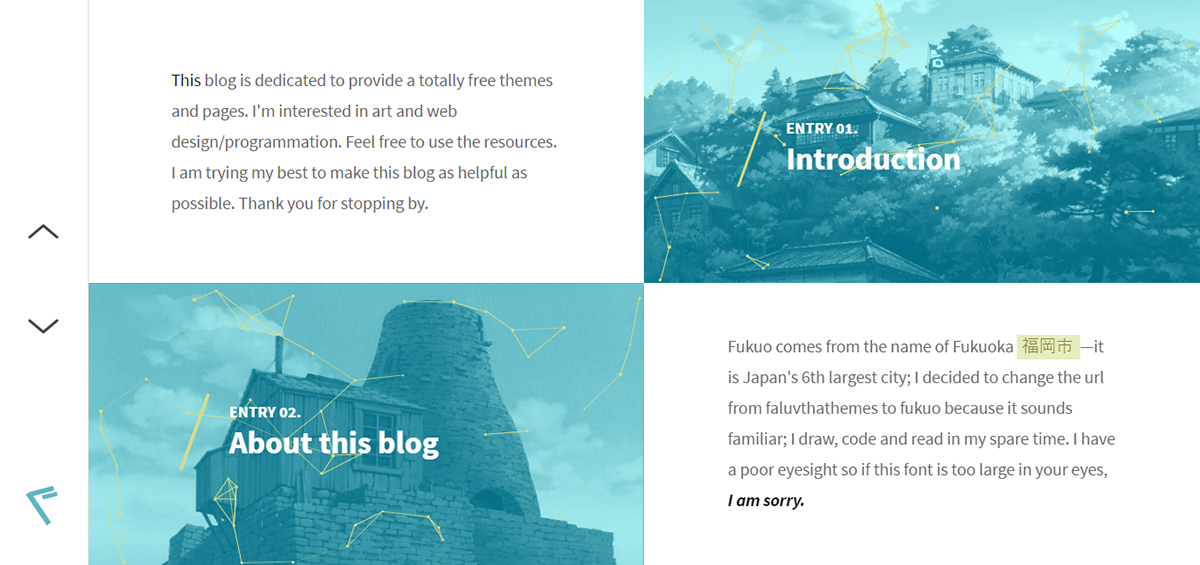 This blog is dedicated to provide a totally free themes
and pages. I'm interested in art and web
design/programmation. Feel free to use the resources.
I am trying my best to make this blog as helpful as
possible. Thank you for stopping by.
ENTRY 01.
Introduction
ENTRY 02.
About this blog
Fukuo comes from the name of Fukuoka 福岡市 —it
is Japan's 6th largest city; I decided to change the url
from faluvthathemes to fukuo because it sounds
familiar; I draw, code and read in my spare time. I have
a poor eyesight so if this font is too large in your eyes,
I am sorry.